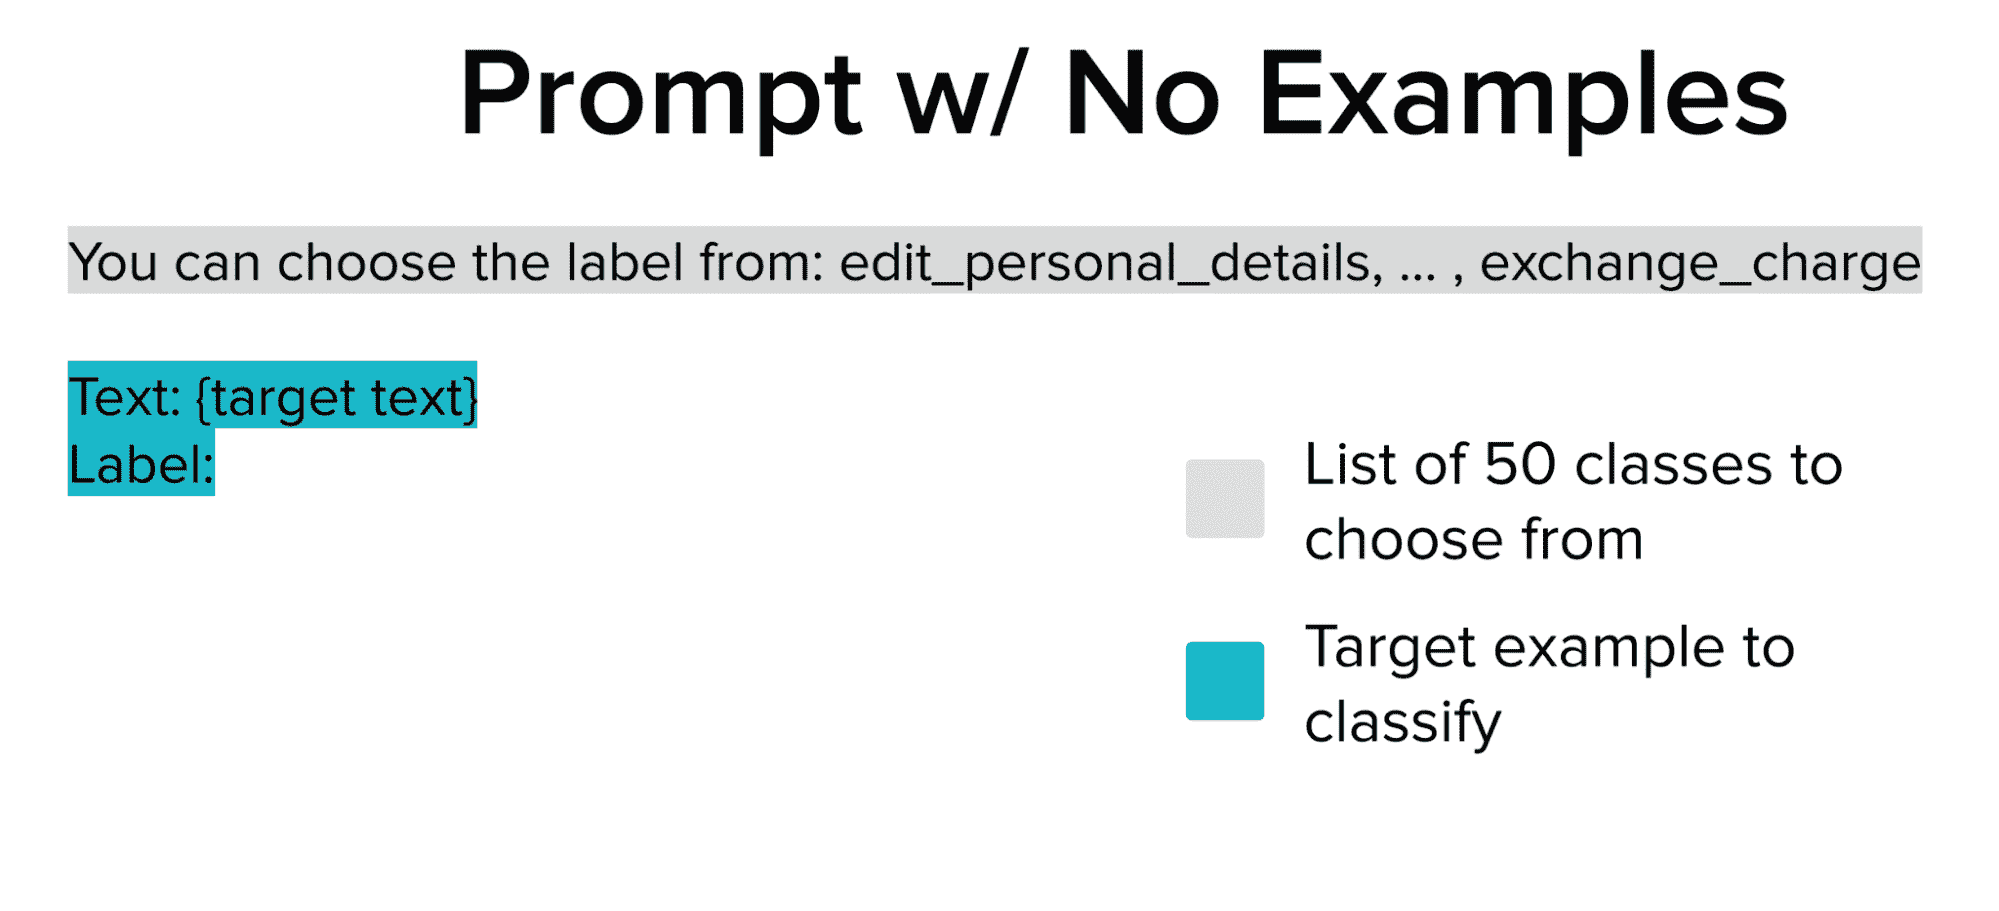 Prompt w/ No Examples
You can choose the label from: edit_personal_details, ... , exchange_charge
Text: {target text}
Label:
List of 50 classes to
choose from
Target example to
classify